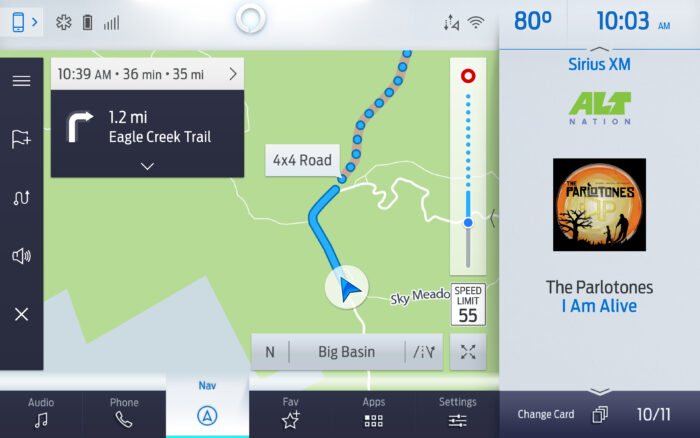 80º
10:03 AM
10:39 AM • 36 min • 35 mi
1.2 mi
Eagle Creek Trail
4x4 Road
Sky Meado
SPEED
LIMIT
55
N
Big Basin
Sirius XM
ALT
NATION
THE
PARLOTONES
The Parlotones
I Am Alive
Audio
Phone
Nav
Fav
Apps
Settings
Change Card
10/11